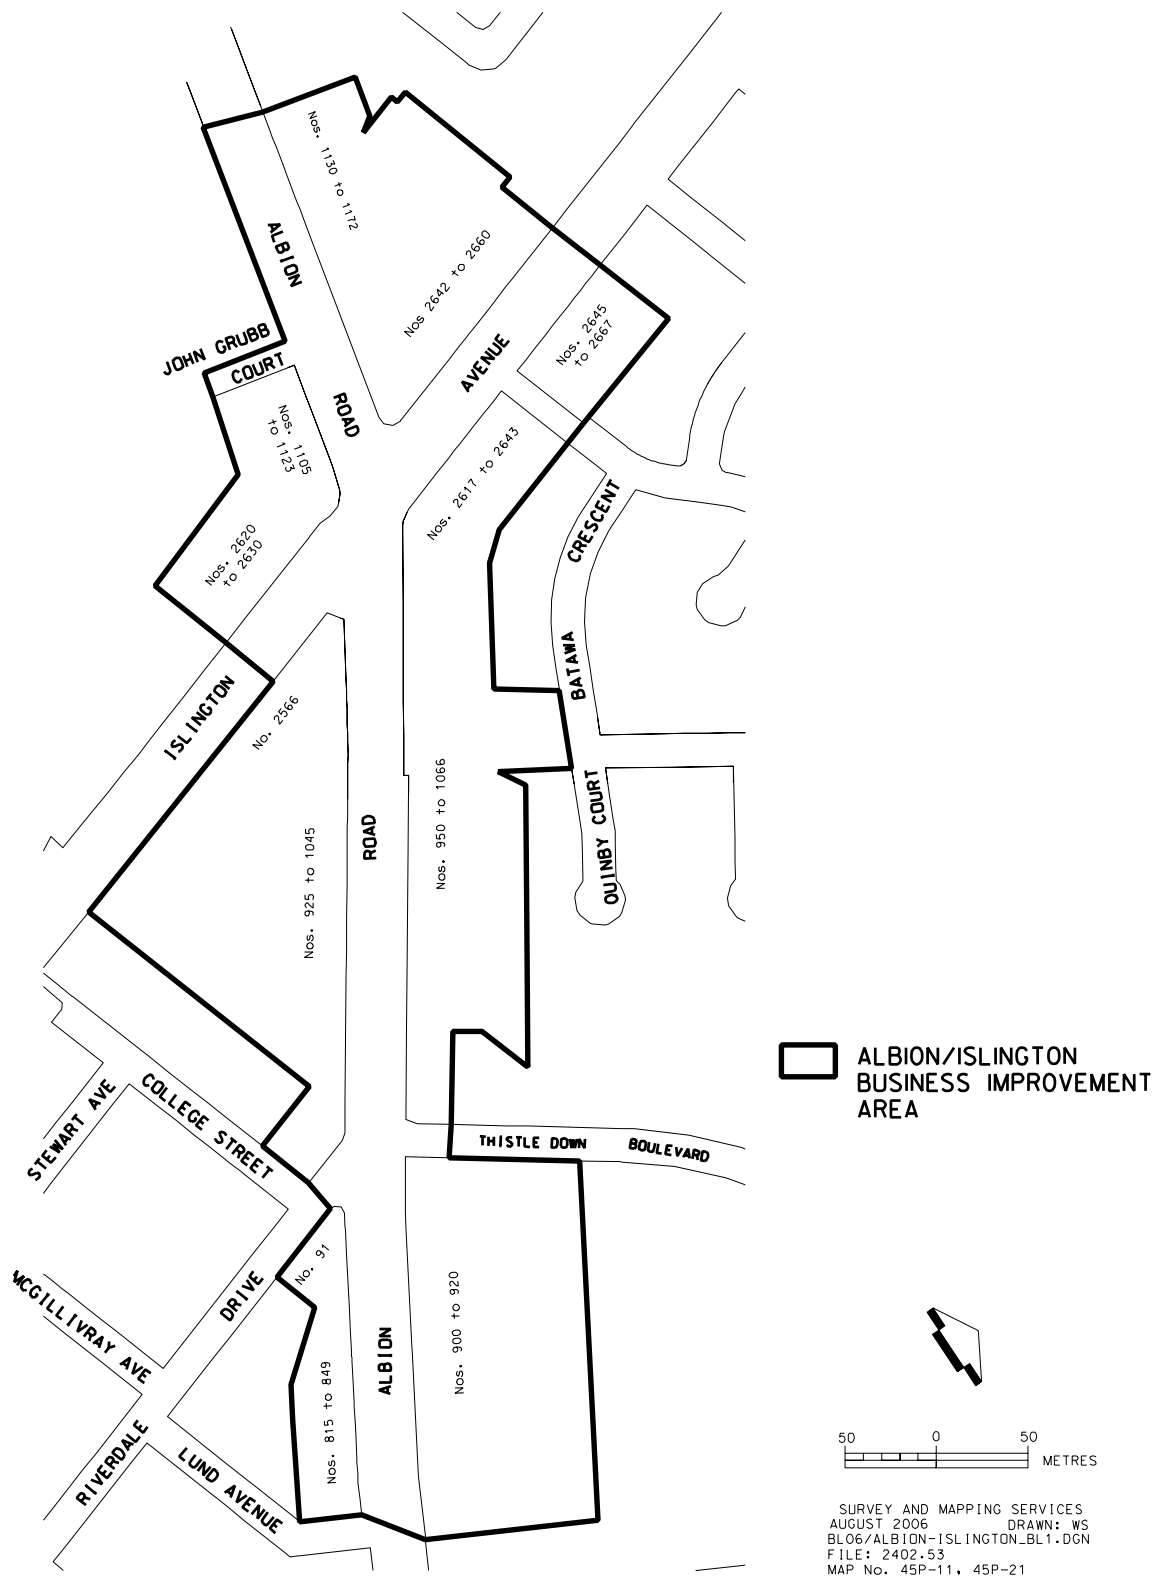 Nos. 1130 to 1172
ALBION
Nos 2642 to 2660
JOHN GRUBB
COURT
AVENUE
Nos. 2645
to 2667
ROAD
Nos. 1105
to 1123
Nos. 2617 to 2643
CRESCENT
Nos. 2620
to 2630
BATAWA
ISLINGTON
No. 2566
ROAD
Nos. 950 to 1066
QUINBY COURT
Nos. 925 to 1045
ALBION/ISLINGTON
BUSINESS IMPROVEMENT
AREA
STEWART AVE
COLLEGE STREET
THISTLE DOWN BOULEVARD
No. 91
DRIVE
MCGILLIVRAY AVE
Nos. 900 to 920
ALBION
Nos. 815 to 849
RIVERDALE
LUND AVENUE
50 0 50
METRES
SURVEY AND MAPPING SERVICES
AUGUST 2006 DRAWN: WS
BL06/ALBION-ISLINGTON_BL1.DGN
FILE: 2402.53
MAP No. 45P-11, 45P-21